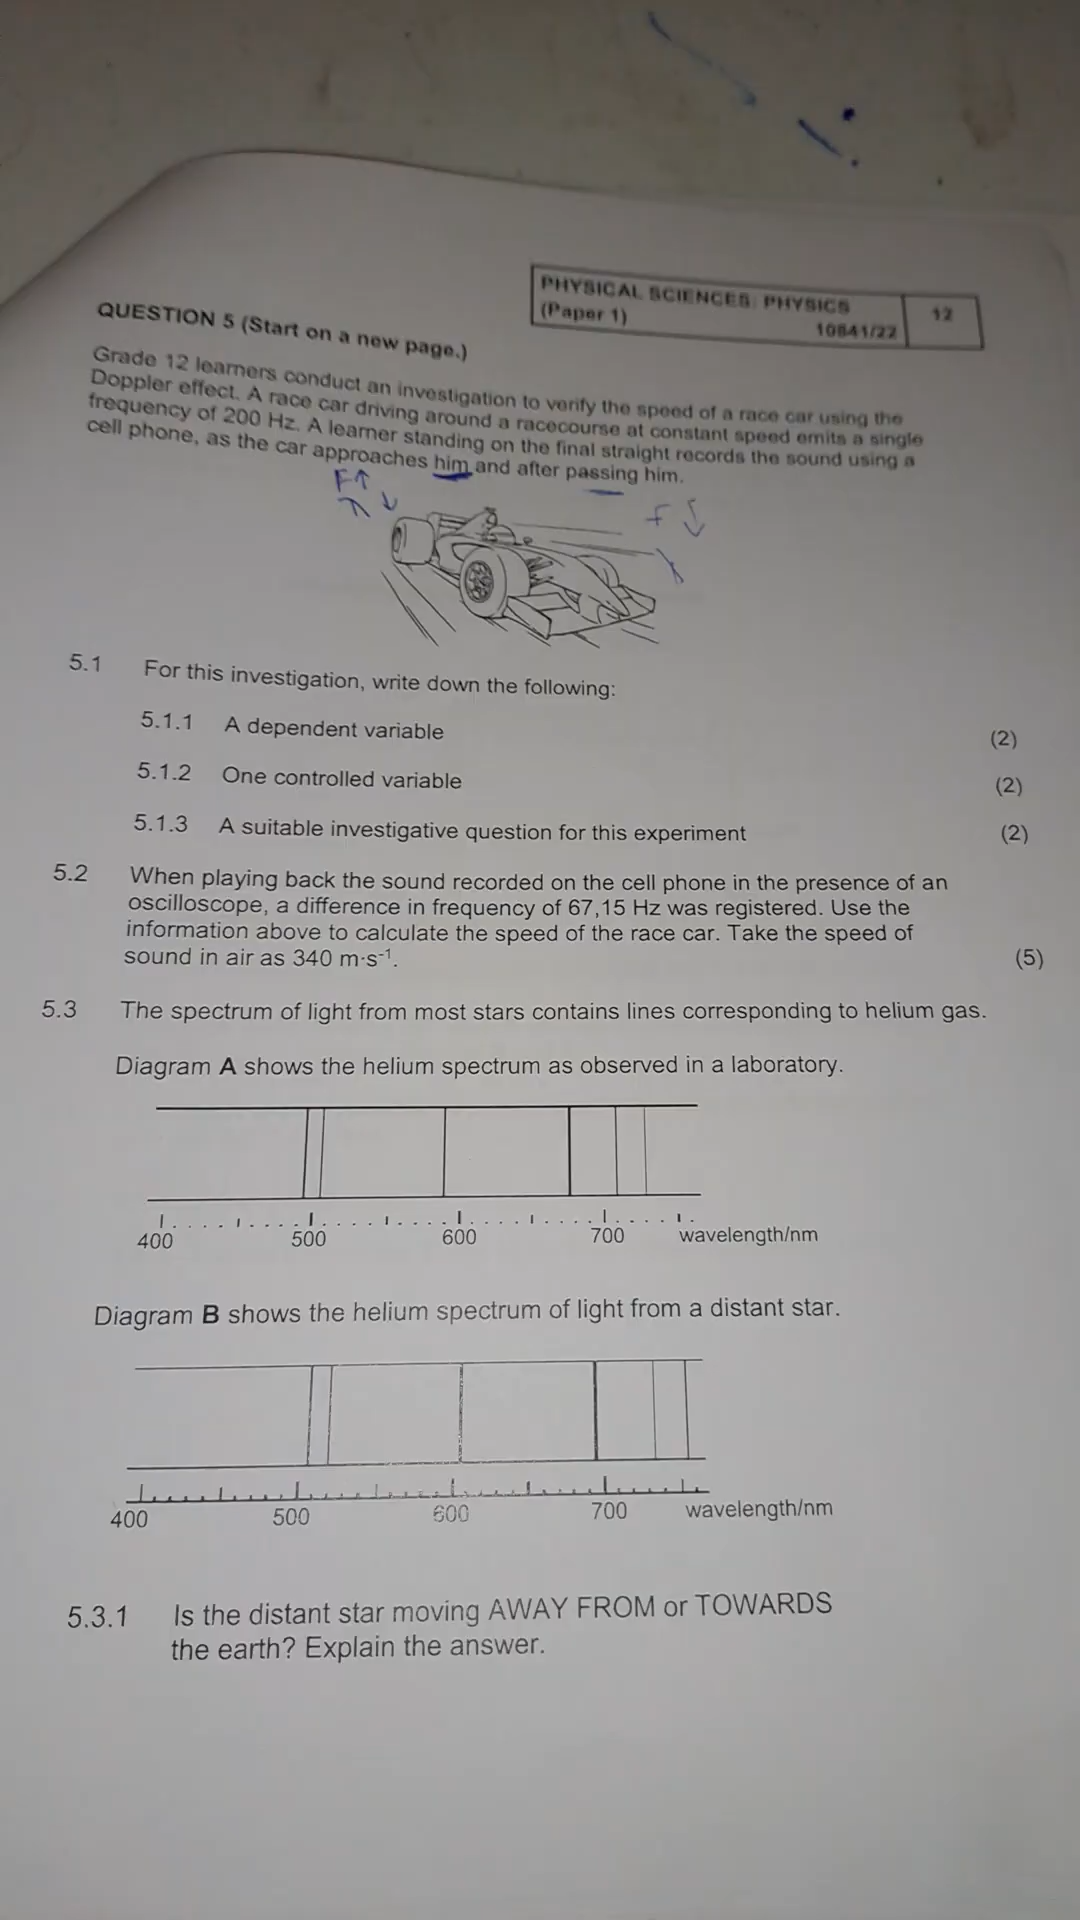 PHYSICAL SCIENCES: PHYSICS
(Paper 1) 10841/22
12
QUESTION 5 (Start on a new page.)
Grade 12 learners conduct an investigation to verify the speed of a race car using the
Doppler effect. A race car driving around a racecourse at constant speed emits a single
frequency of 200 Hz. A learner standing on the final straight records the sound using a
cell phone, as the car approaches him and after passing him.
F↑
F↓
5.1 For this investigation, write down the following:
5.1.1 A dependent variable (2)
5.1.2 One controlled variable (2)
5.1.3 A suitable investigative question for this experiment (2)
5.2 When playing back the sound recorded on the cell phone in the presence of an
oscilloscope, a difference in frequency of 67,15 Hz was registered. Use the
information above to calculate the speed of the race car. Take the speed of
sound in air as 340 m·s⁻¹. (5)
5.3 The spectrum of light from most stars contains lines corresponding to helium gas.
Diagram A shows the helium spectrum as observed in a laboratory.
400 500 600 700 wavelength/nm
Diagram B shows the helium spectrum of light from a distant star.
400 500 600 700 wavelength/nm
5.3.1 Is the distant star moving AWAY FROM or TOWARDS
the earth? Explain the answer.